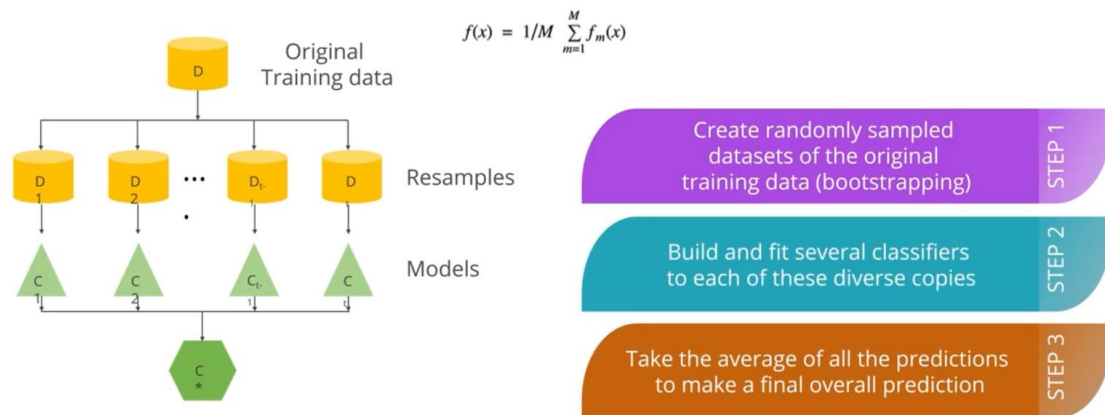 f(x) = 1/M ∑ f_m(x)
M
m=1
Original
Training data
D
D
1
D
2
...
.
D_t-
1
D
t
Resamples
C
1
C
2
C_t-
1
C
t
Models
C
*
Create randomly sampled
datasets of the original
training data (bootstrapping)
STEP 1
Build and fit several classifiers
to each of these diverse copies
STEP 2
Take the average of all the predictions
to make a final overall prediction
STEP 3